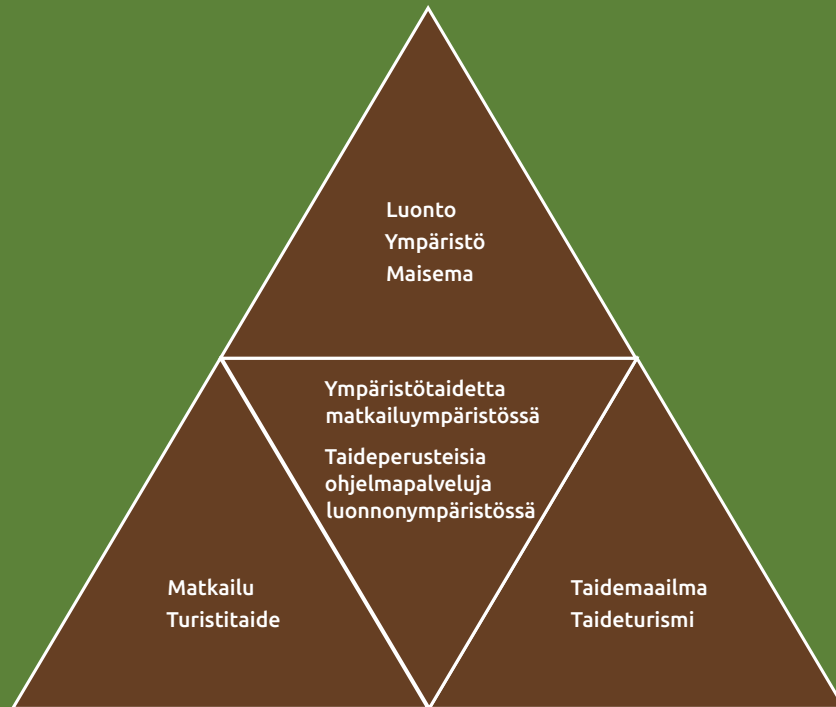 Luonto
Ympäristö
Maisema
Ympäristötaidetta
matkailuympäristössä
Taideperusteisia
ohjelmapalveluja
luonnonympäristössä
Matkailu
Turistitaide
Taidemaailma
Taideturismi